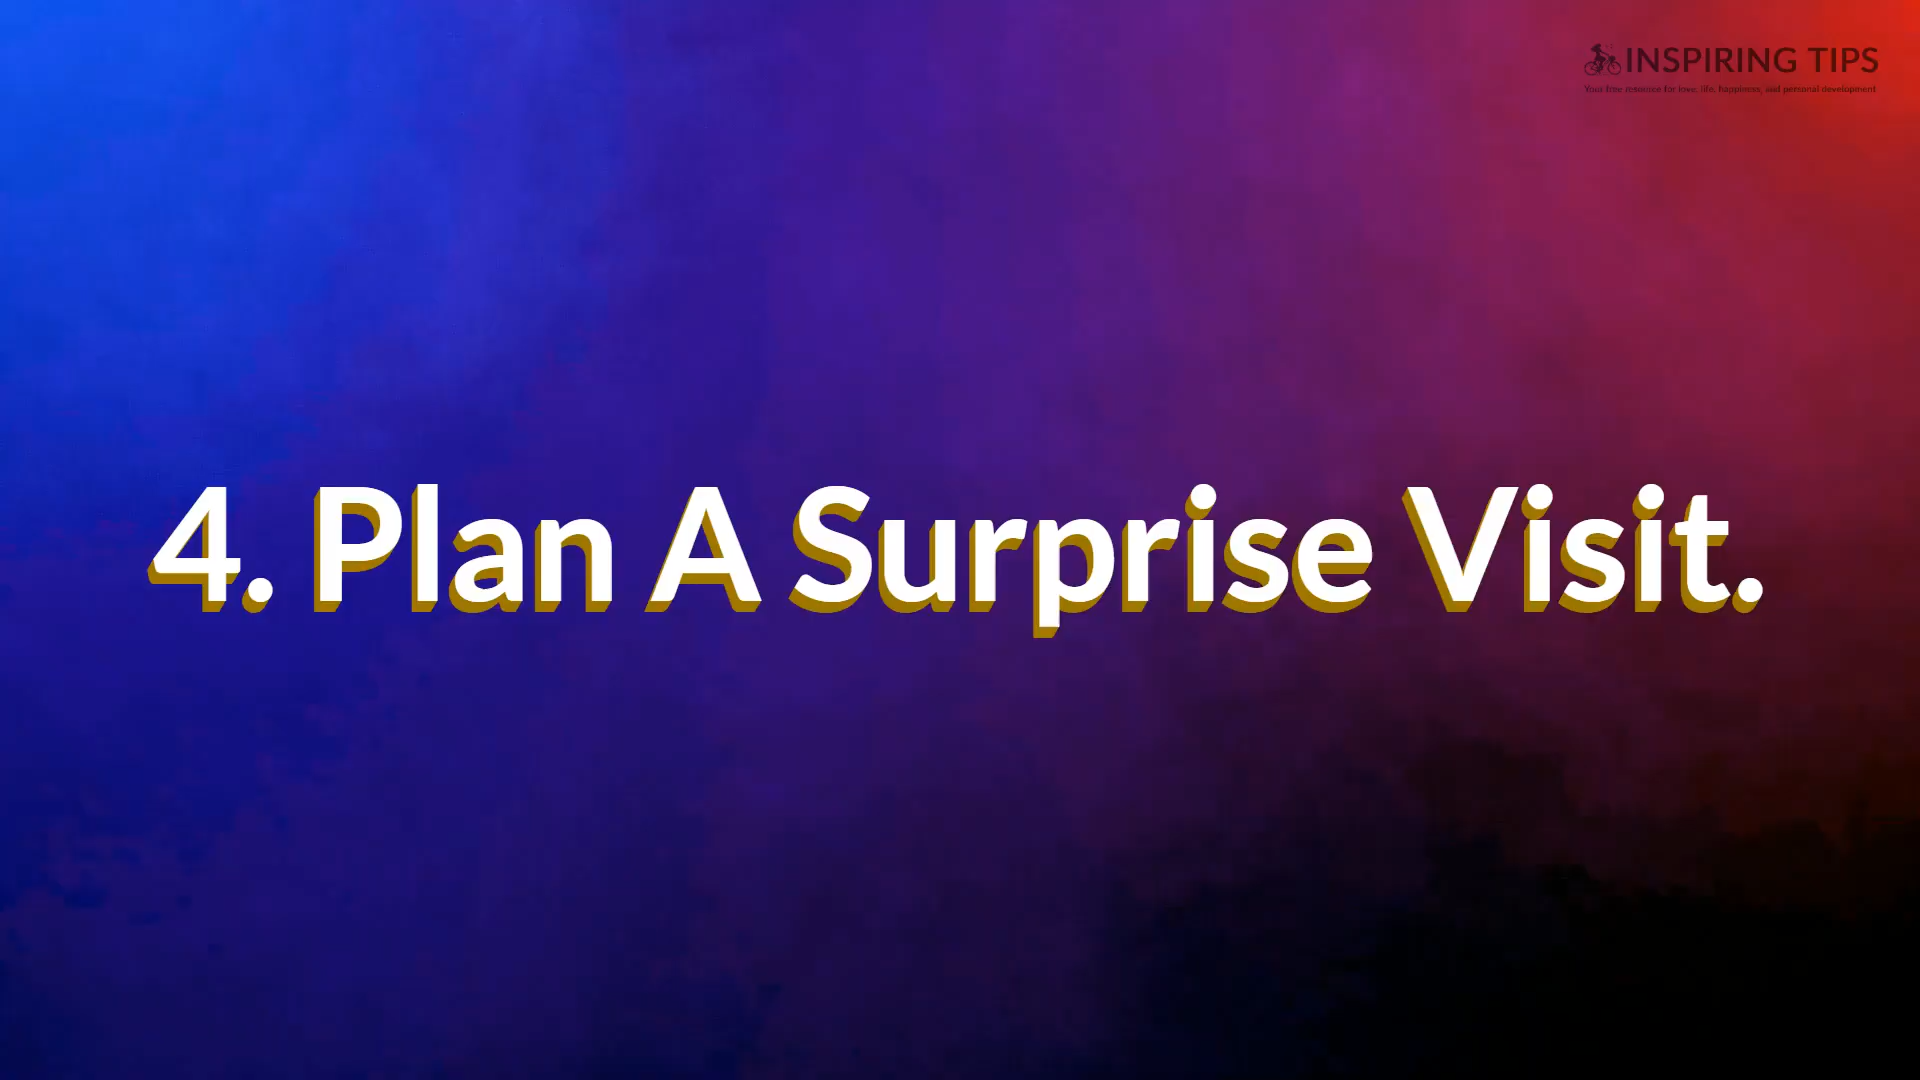 INSPIRING TIPS
Your free resource for love, life, happiness, and personal development
4. Plan A Surprise Visit.